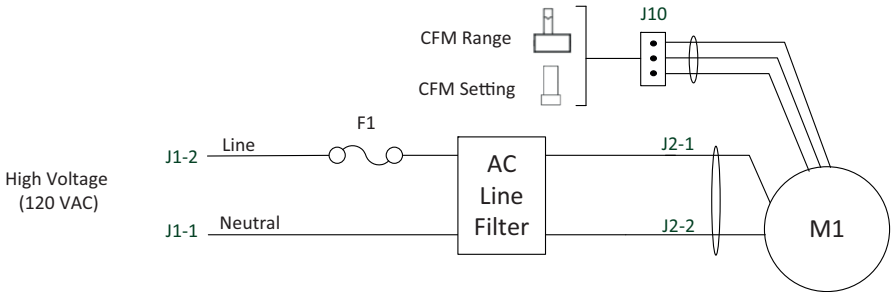 J10
CFM Range
CFM Setting
F1
J1-2
Line
AC
Line
Filter
J2-1
High Voltage
(120 VAC)
J1-1
Neutral
J2-2
M1